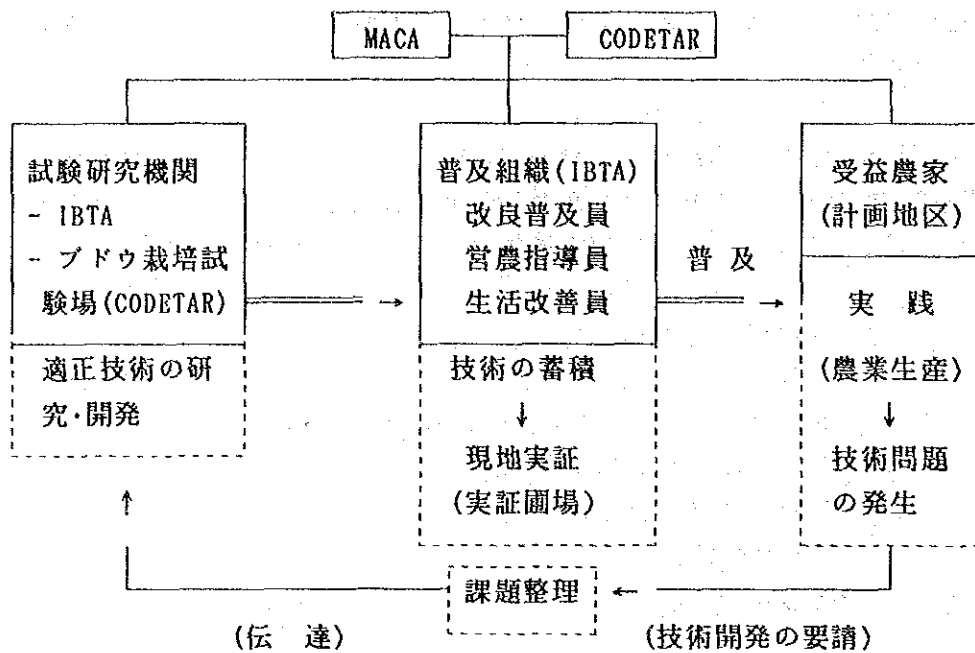 MACA
CODETAR
試験研究機関
- IBTA
- ブドウ栽培試
験場(CODETAR)
適正技術の研
究・開発
普及組織(IBTA)
改良普及員
営農指導員
生活改善員
技術の蓄積
↓
現地実証
(実証圃場)
普 及
受益農家
(計画地区)
実 践
(農業生産)
↓
技術問題
の発生
課題整理
(伝 達)
(技術開発の要請)